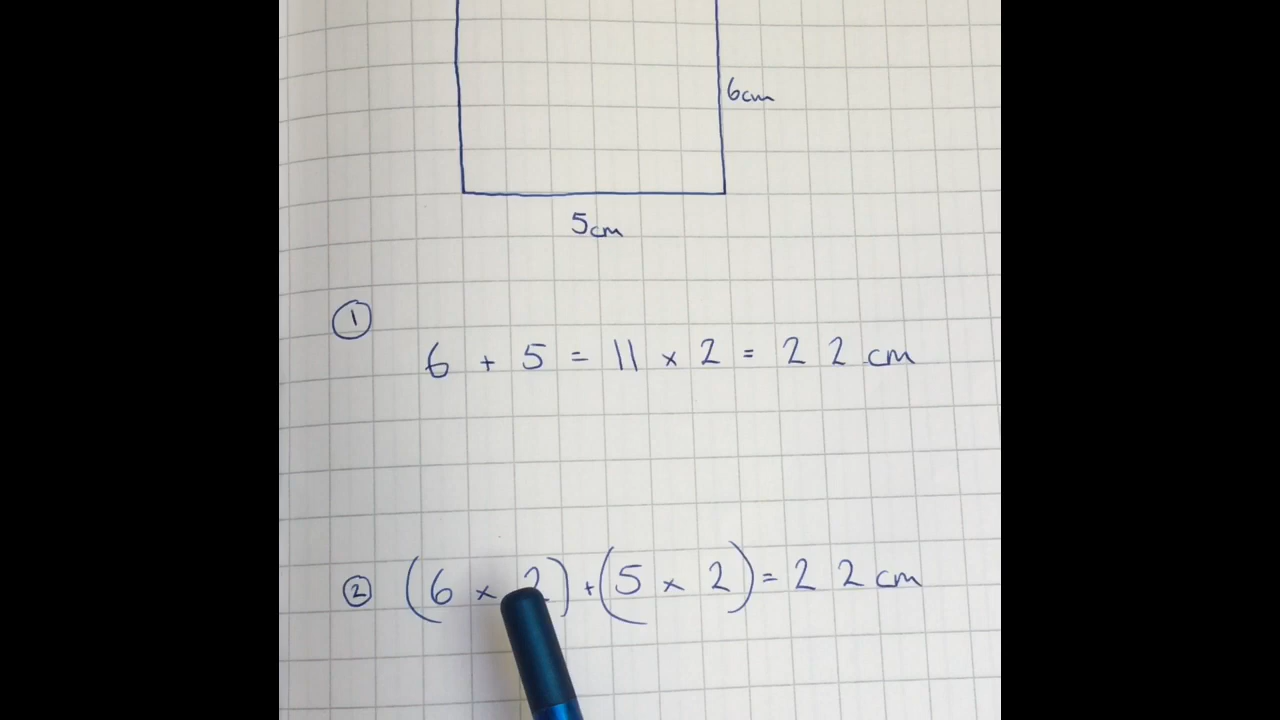 6cm
5cm
① 6 + 5 = 11 × 2 = 22 cm
② (6 × 2) + (5 × 2) = 22 cm